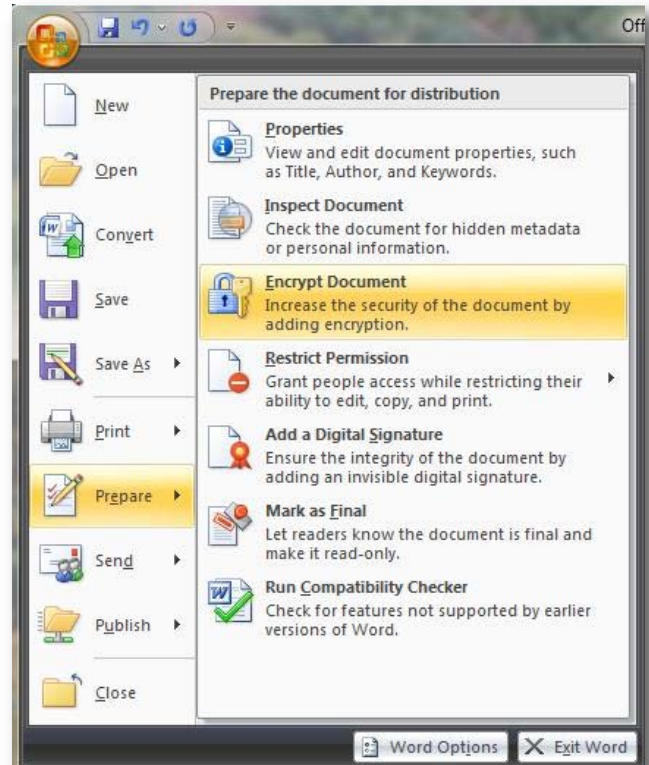 Off
New
Open
Convert
Save
Save As
Print
Prepare
Send
Publish
Close
Prepare the document for distribution
Properties
View and edit document properties, such
as Title, Author, and Keywords.
Inspect Document
Check the document for hidden metadata
or personal information.
Encrypt Document
Increase the security of the document by
adding encryption.
Restrict Permission
Grant people access while restricting their
ability to edit, copy, and print.
Add a Digital Signature
Ensure the integrity of the document by
adding an invisible digital signature.
Mark as Final
Let readers know the document is final and
make it read-only.
Run Compatibility Checker
Check for features not supported by earlier
versions of Word.
Word Options
Exit Word